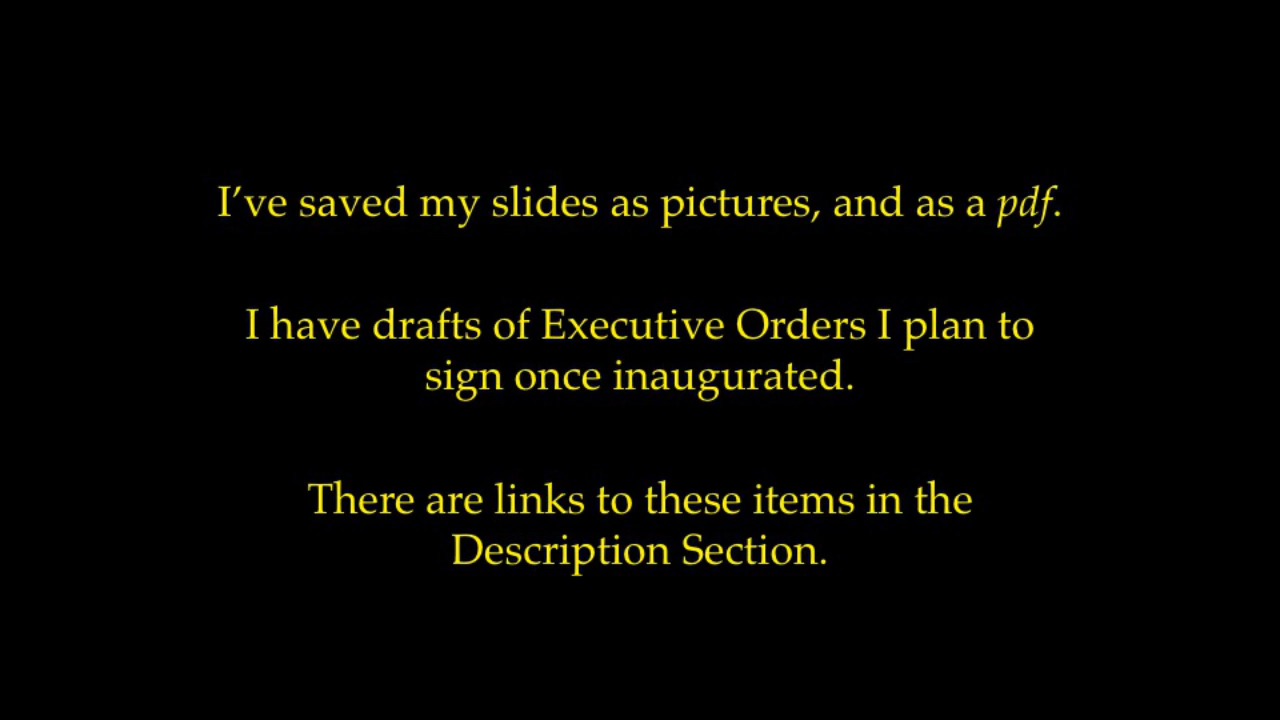 I’ve saved my slides as pictures, and as a pdf.
I have drafts of Executive Orders I plan to
sign once inaugurated.
There are links to these items in the
Description Section.